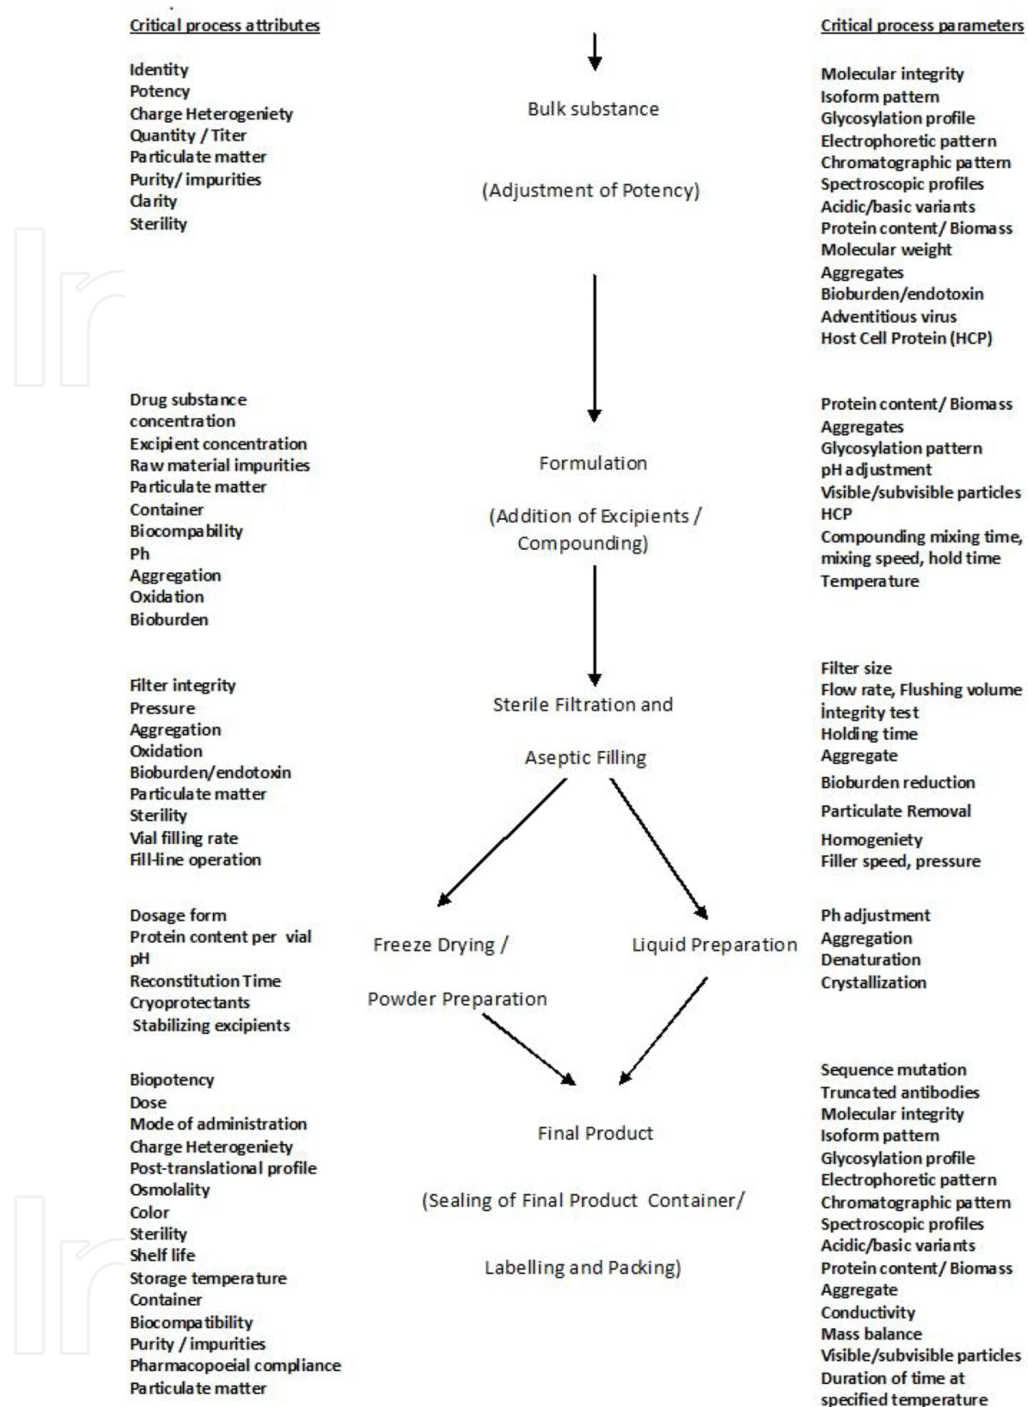 Critical process attributes
Critical process parameters
Identity
Potency
Charge Heterogeniety
Quantity / Titer
Particulate matter
Purity/ impurities
Clarity
Sterility
Bulk substance
(Adjustment of Potency)
Molecular integrity
Isoform pattern
Glycosylation profile
Electrophoretic pattern
Chromatographic pattern
Spectroscopic profiles
Acidic/basic variants
Protein content/ Biomass
Molecular weight
Aggregates
Bioburden/endotoxin
Adventitious virus
Host Cell Protein (HCP)
Drug substance
concentration
Excipient concentration
Raw material impurities
Particulate matter
Container
Biocompability
Ph
Aggregation
Oxidation
Bioburden
Formulation
(Addition of Excipients /
Compounding)
Protein content/ Biomass
Aggregates
Glycosylation pattern
pH adjustment
Visible/subvisible particles
HCP
Compounding mixing time,
mixing speed, hold time
Temperature
Filter integrity
Pressure
Aggregation
Oxidation
Bioburden/endotoxin
Particulate matter
Sterility
Vial filling rate
Fill-line operation
Sterile Filtration and
Aseptic Filling
Filter size
Flow rate, Flushing volume
İntegrity test
Holding time
Aggregate
Bioburden reduction
Particulate Removal
Homogeniety
Filler speed, pressure
Dosage form
Protein content per vial
pH
Reconstitution Time
Cryoprotectants
Stabilizing excipients
Freeze Drying /
Powder Preparation
Liquid Preparation
Ph adjustment
Aggregation
Denaturation
Crystallization
Biopotency
Dose
Mode of administration
Charge Heterogeniety
Post-translational profile
Osmolality
Color
Sterility
Shelf life
Storage temperature
Container
Biocompatibility
Purity / impurities
Pharmacopoeial compliance
Particulate matter
Final Product
(Sealing of Final Product Container/
Labelling and Packing)
Sequence mutation
Truncated antibodies
Molecular integrity
Isoform pattern
Glycosylation profile
Electrophoretic pattern
Chromatographic pattern
Spectroscopic profiles
Acidic/basic variants
Protein content/ Biomass
Aggregate
Conductivity
Mass balance
Visible/subvisible particles
Duration of time at
specified temperature